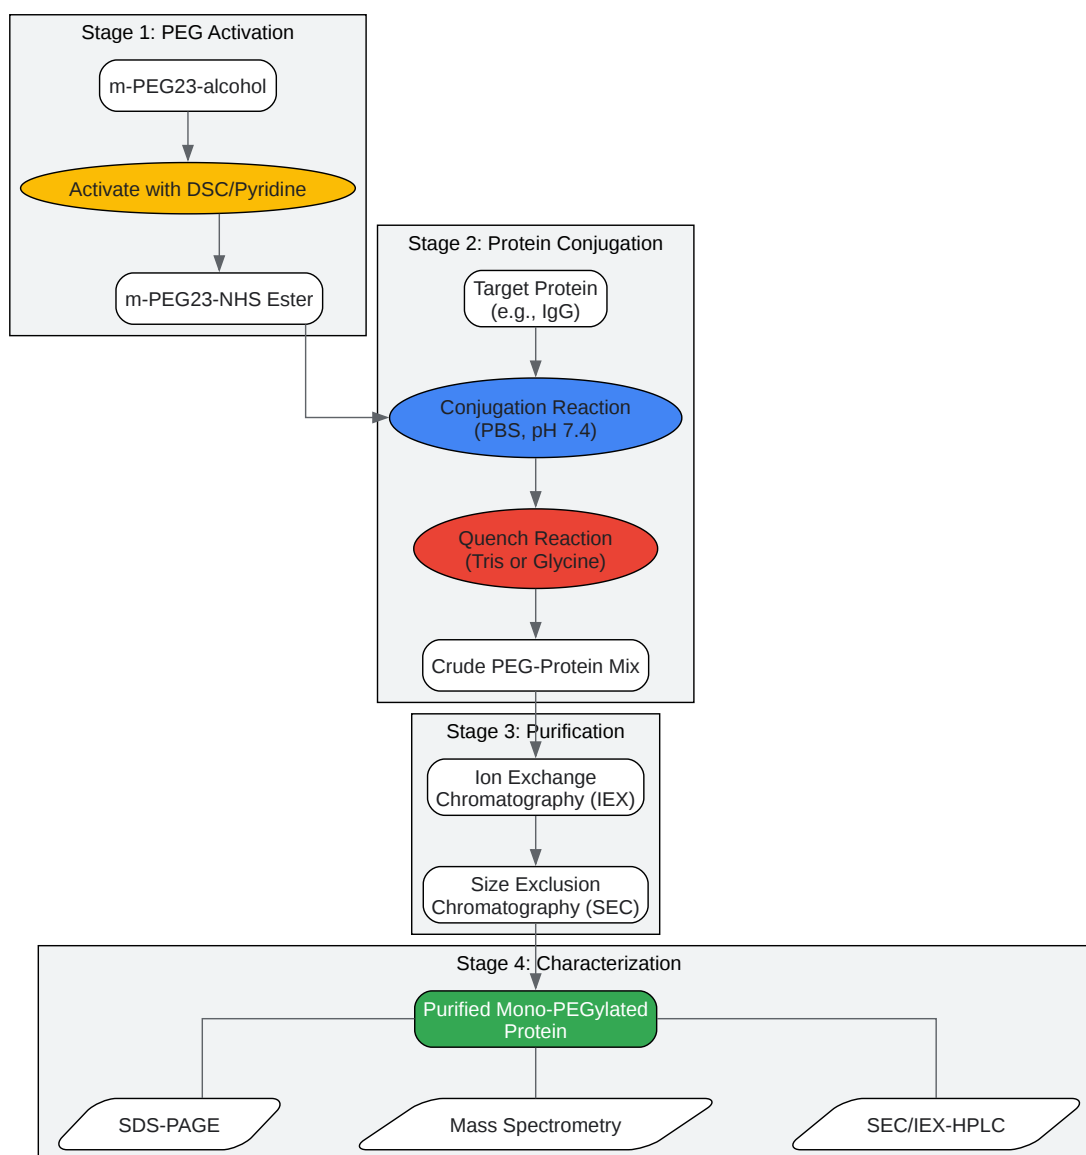 Stage 1: PEG Activation
m-PEG23-alcohol
Activate with DSC/Pyridine
m-PEG23-NHS Ester
Stage 2: Protein Conjugation
Target Protein
(e.g., IgG)
Conjugation Reaction
(PBS, pH 7.4)
Quench Reaction
(Tris or Glycine)
Crude PEG-Protein Mix
Stage 3: Purification
Ion Exchange
Chromatography (IEX)
Size Exclusion
Chromatography (SEC)
Stage 4: Characterization
Purified Mono-PEGylated
Protein
SDS-PAGE
Mass Spectrometry
SEC/IEX-HPLC